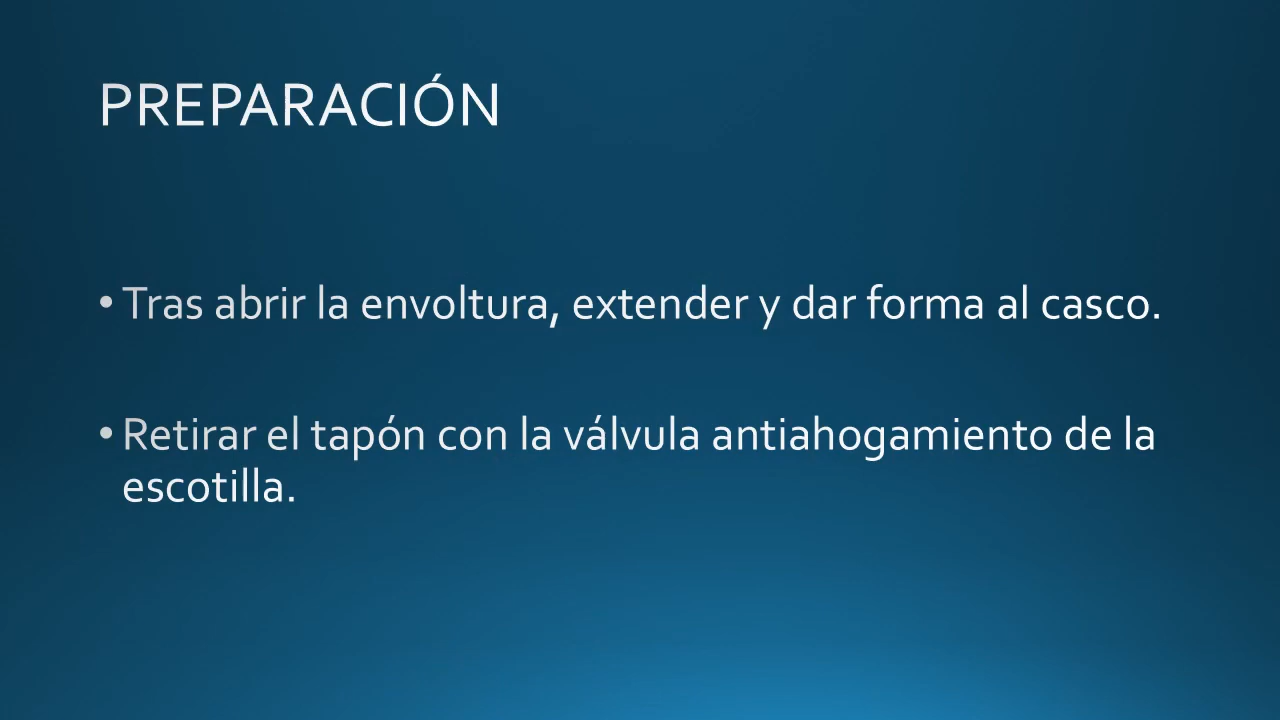 PREPARACIÓN
• Tras abrir la envoltura, extender y dar forma al casco.
• Retirar el tapón con la válvula antiahogamiento de la
escotilla.